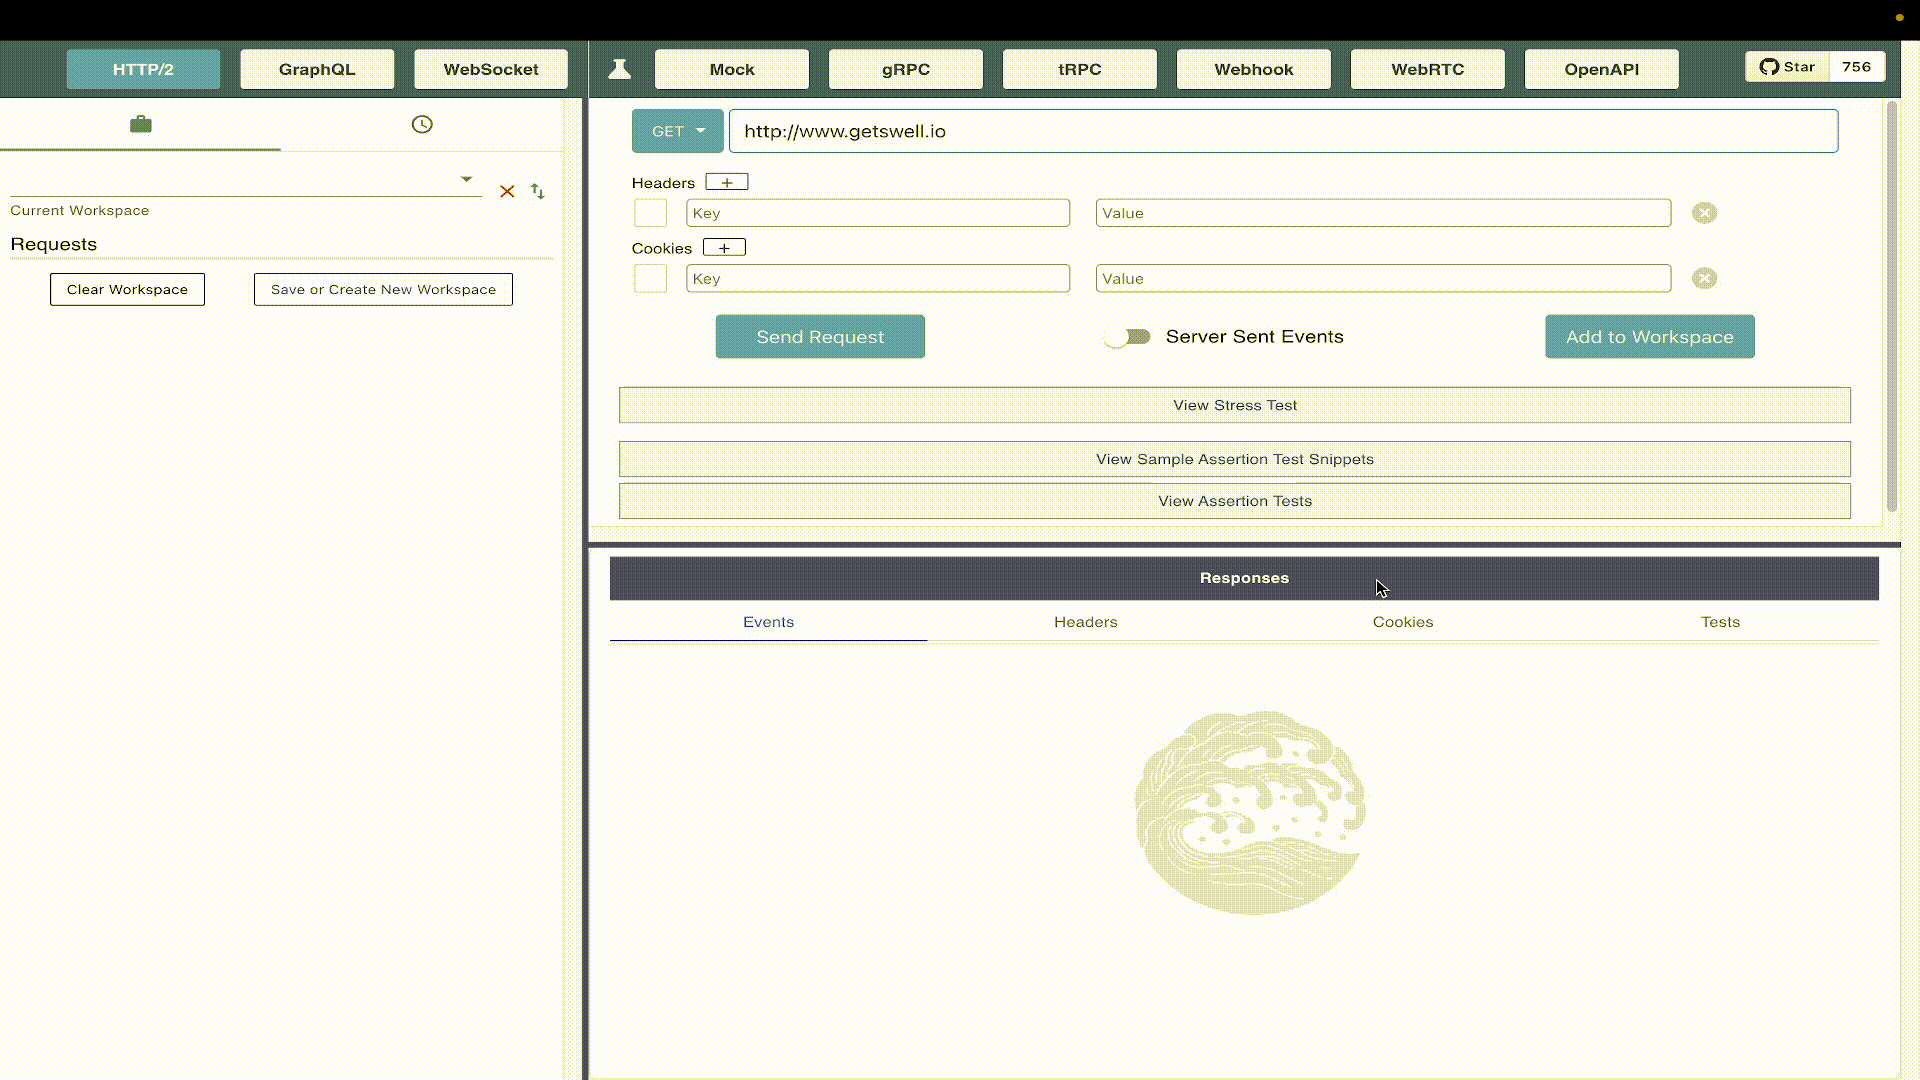 HTTP/2 GraphQL WebSocket Mock gRPC tRPC Webhook WebRTC OpenAPI Star 756
Current Workspace
Requests
Clear Workspace Save or Create New Workspace
GET http://www.getswell.io
Headers +
Key Value
Cookies +
Key Value
Send Request Server Sent Events Add to Workspace
View Stress Test
View Sample Assertion Test Snippets
View Assertion Tests
Responses
Events Headers Cookies Tests